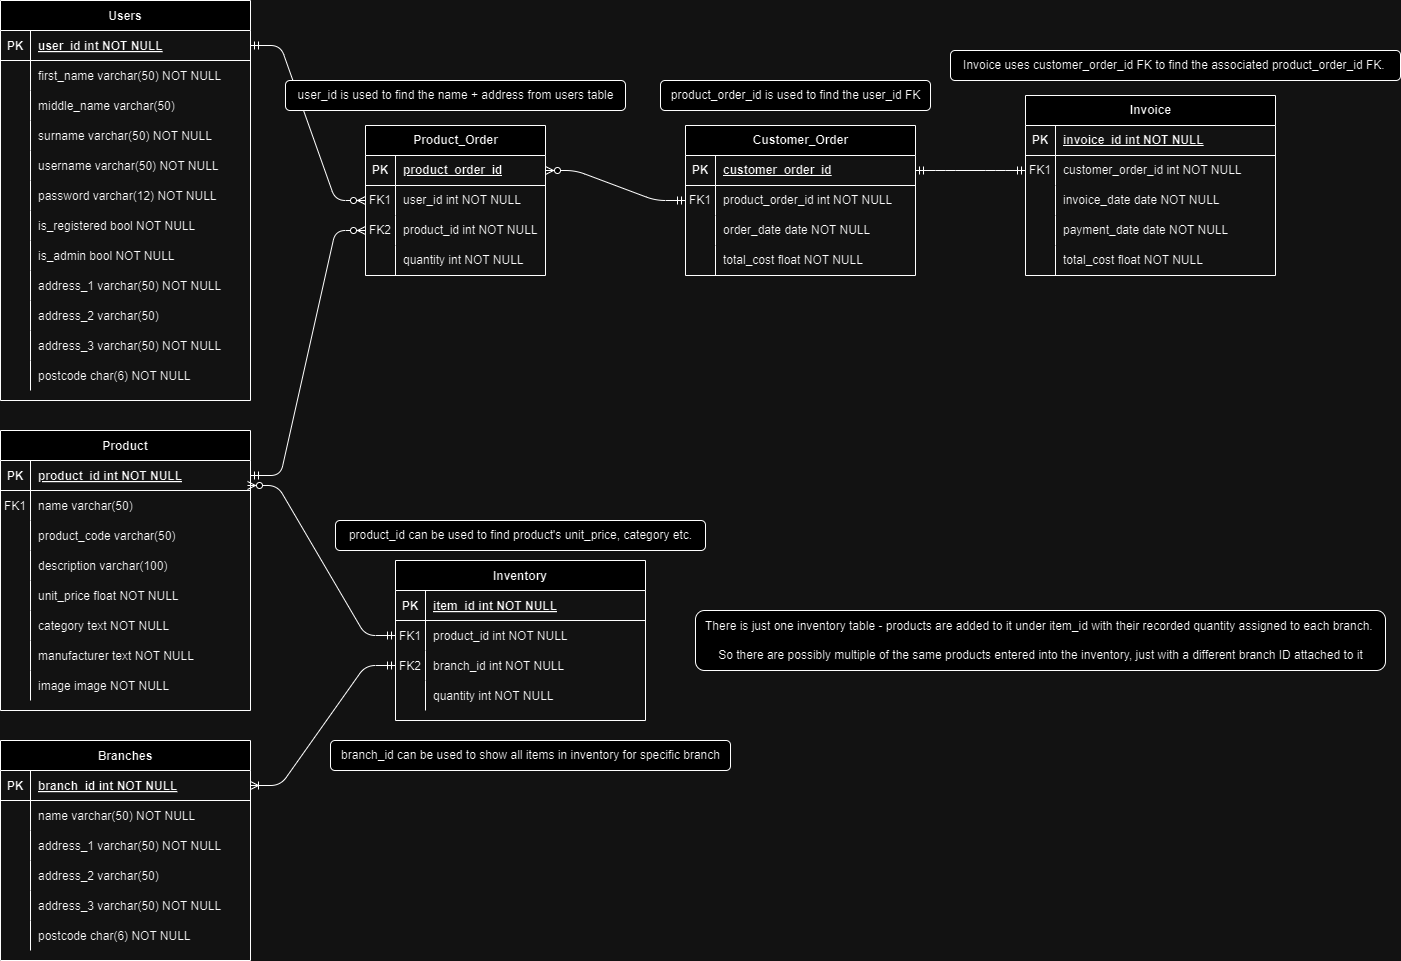 Users
PK user_id int NOT NULL
first_name varchar(50) NOT NULL
middle_name varchar(50)
surname varchar(50) NOT NULL
username varchar(50) NOT NULL
password varchar(12) NOT NULL
is_registered bool NOT NULL
is_admin bool NOT NULL
address_1 varchar(50) NOT NULL
address_2 varchar(50)
address_3 varchar(50) NOT NULL
postcode char(6) NOT NULL
user_id is used to find the name + address from users table
Product_Order
PK product_order_id
FK1 user_id int NOT NULL
FK2 product_id int NOT NULL
quantity int NOT NULL
product_order_id is used to find the user_id FK
Customer_Order
PK customer_order_id
FK1 product_order_id int NOT NULL
order_date date NOT NULL
total_cost float NOT NULL
Invoice uses customer_order_id FK to find the associated product_order_id FK.
Invoice
PK invoice_id int NOT NULL
FK1 customer_order_id int NOT NULL
invoice_date date NOT NULL
payment_date date NOT NULL
total_cost float NOT NULL
Product
PK product_id int NOT NULL
FK1 name varchar(50)
product_code varchar(50)
description varchar(100)
unit_price float NOT NULL
category text NOT NULL
manufacturer text NOT NULL
image image NOT NULL
product_id can be used to find product's unit_price, category etc.
Inventory
PK item_id int NOT NULL
FK1 product_id int NOT NULL
FK2 branch_id int NOT NULL
quantity int NOT NULL
There is just one inventory table - products are added to it under item_id with their recorded quantity assigned to each branch.
So there are possibly multiple of the same products entered into the inventory, just with a different branch ID attached to it
branch_id can be used to show all items in inventory for specific branch
Branches
PK branch_id int NOT NULL
name varchar(50) NOT NULL
address_1 varchar(50) NOT NULL
address_2 varchar(50)
address_3 varchar(50) NOT NULL
postcode char(6) NOT NULL